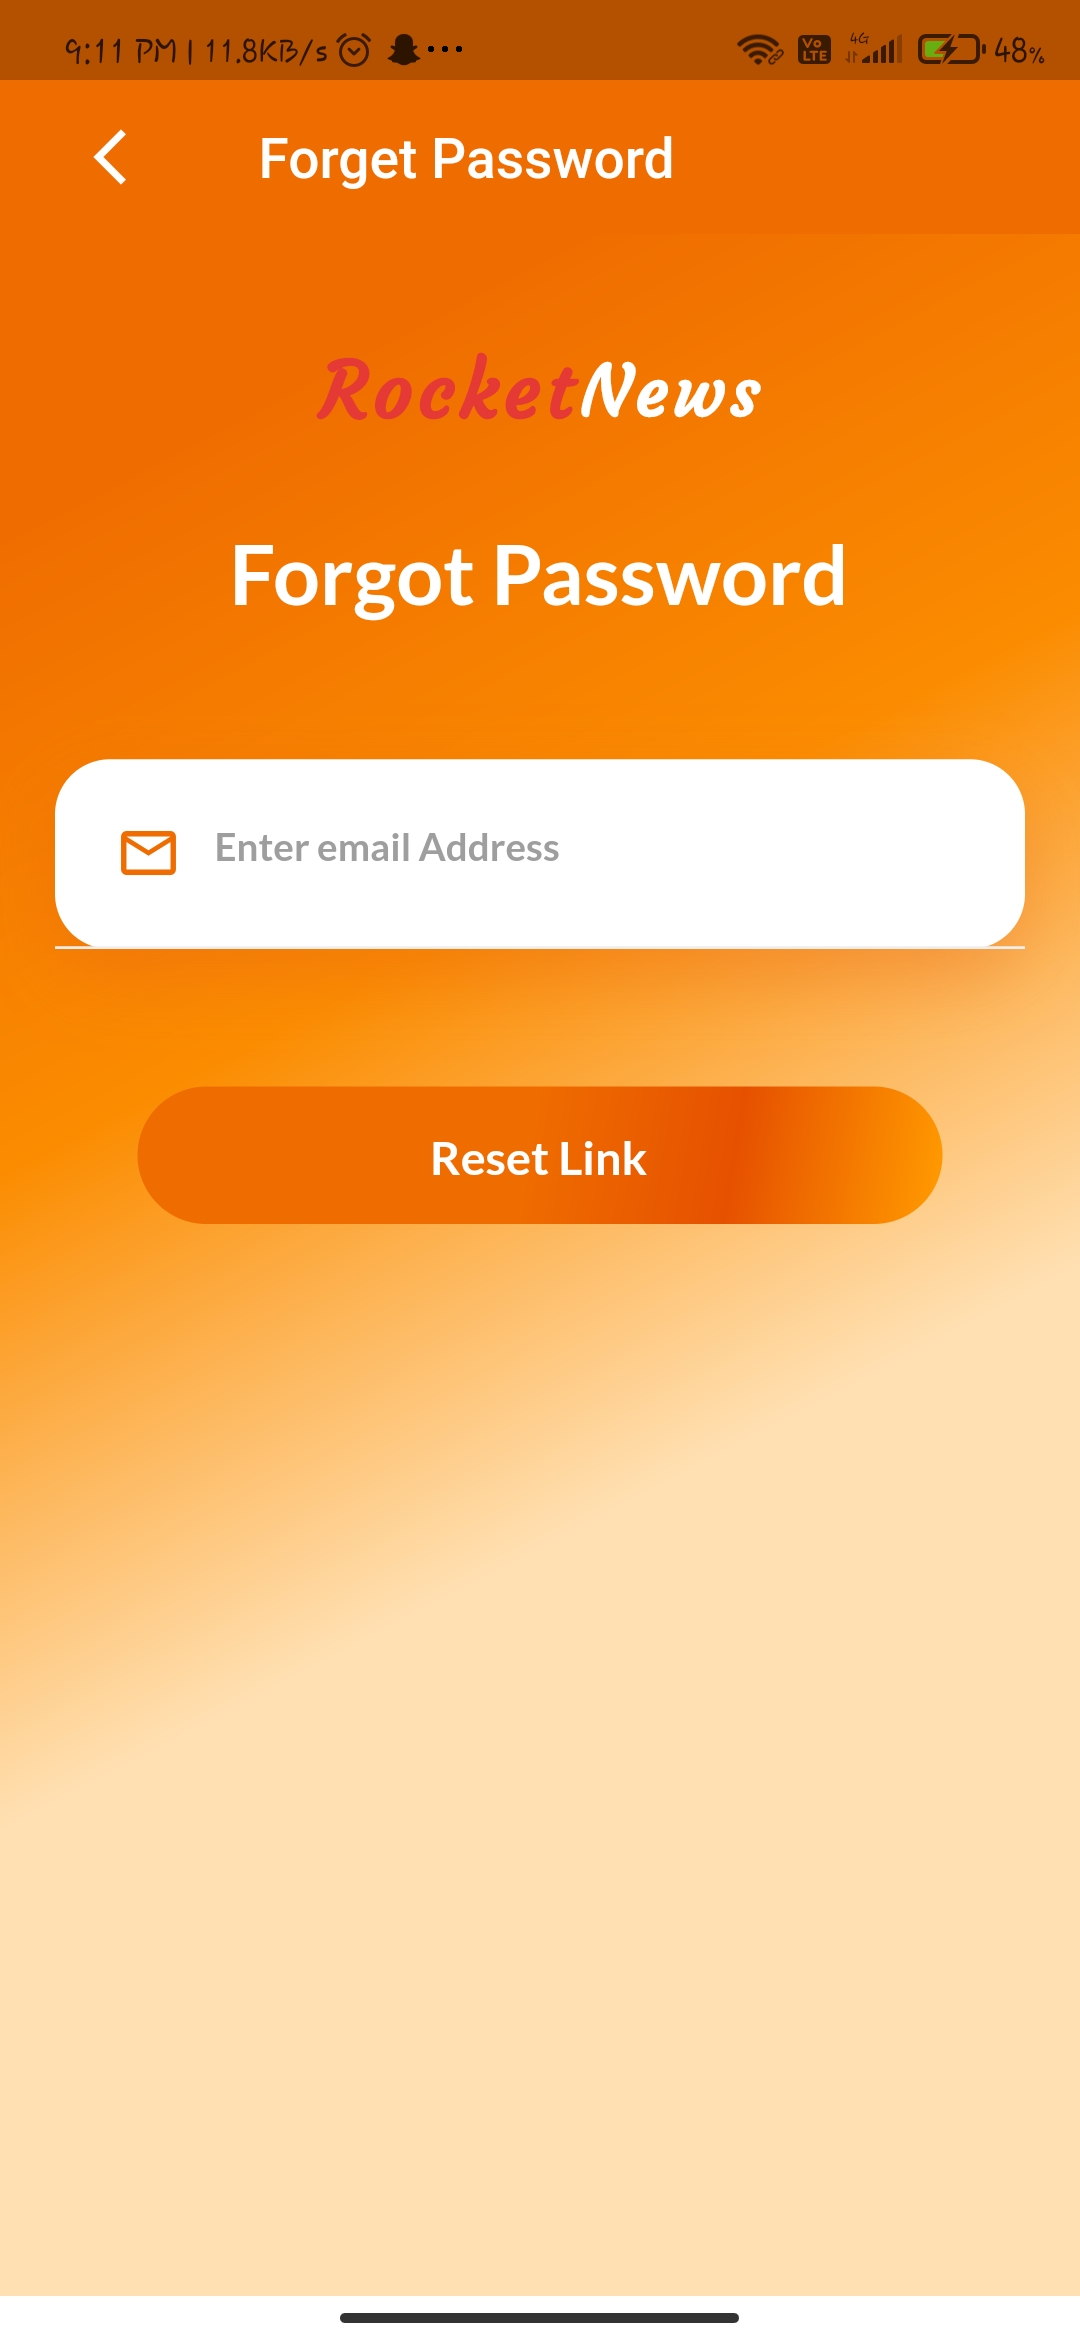 9:11 PM | 11.8KB/s
Vo LTE 4G 48%
Forget Password
RocketNews
Forgot Password
Enter email Address
Reset Link